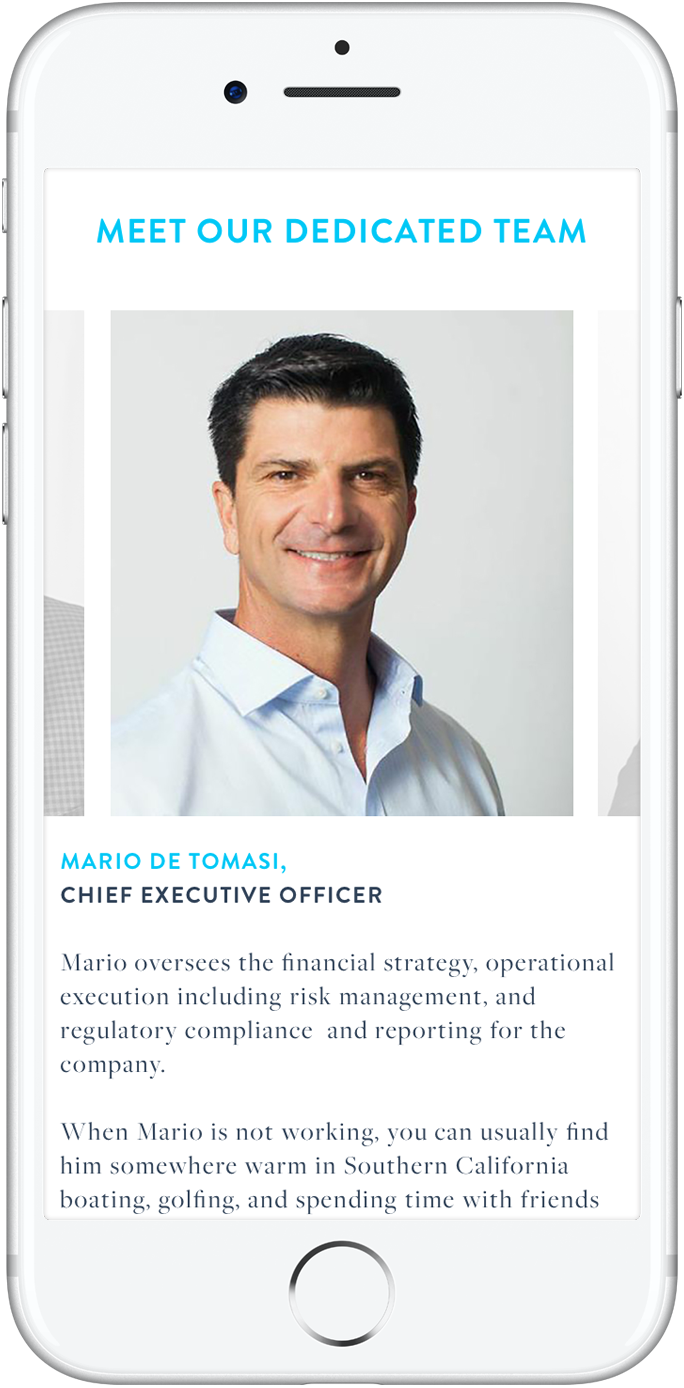 MEET OUR DEDICATED TEAM
MARIO DE TOMASI,
CHIEF EXECUTIVE OFFICER
Mario oversees the financial strategy, operational
execution including risk management, and
regulatory compliance  and reporting for the
company.
When Mario is not working, you can usually find
him somewhere warm in Southern California
boating, golfing, and spending time with friends